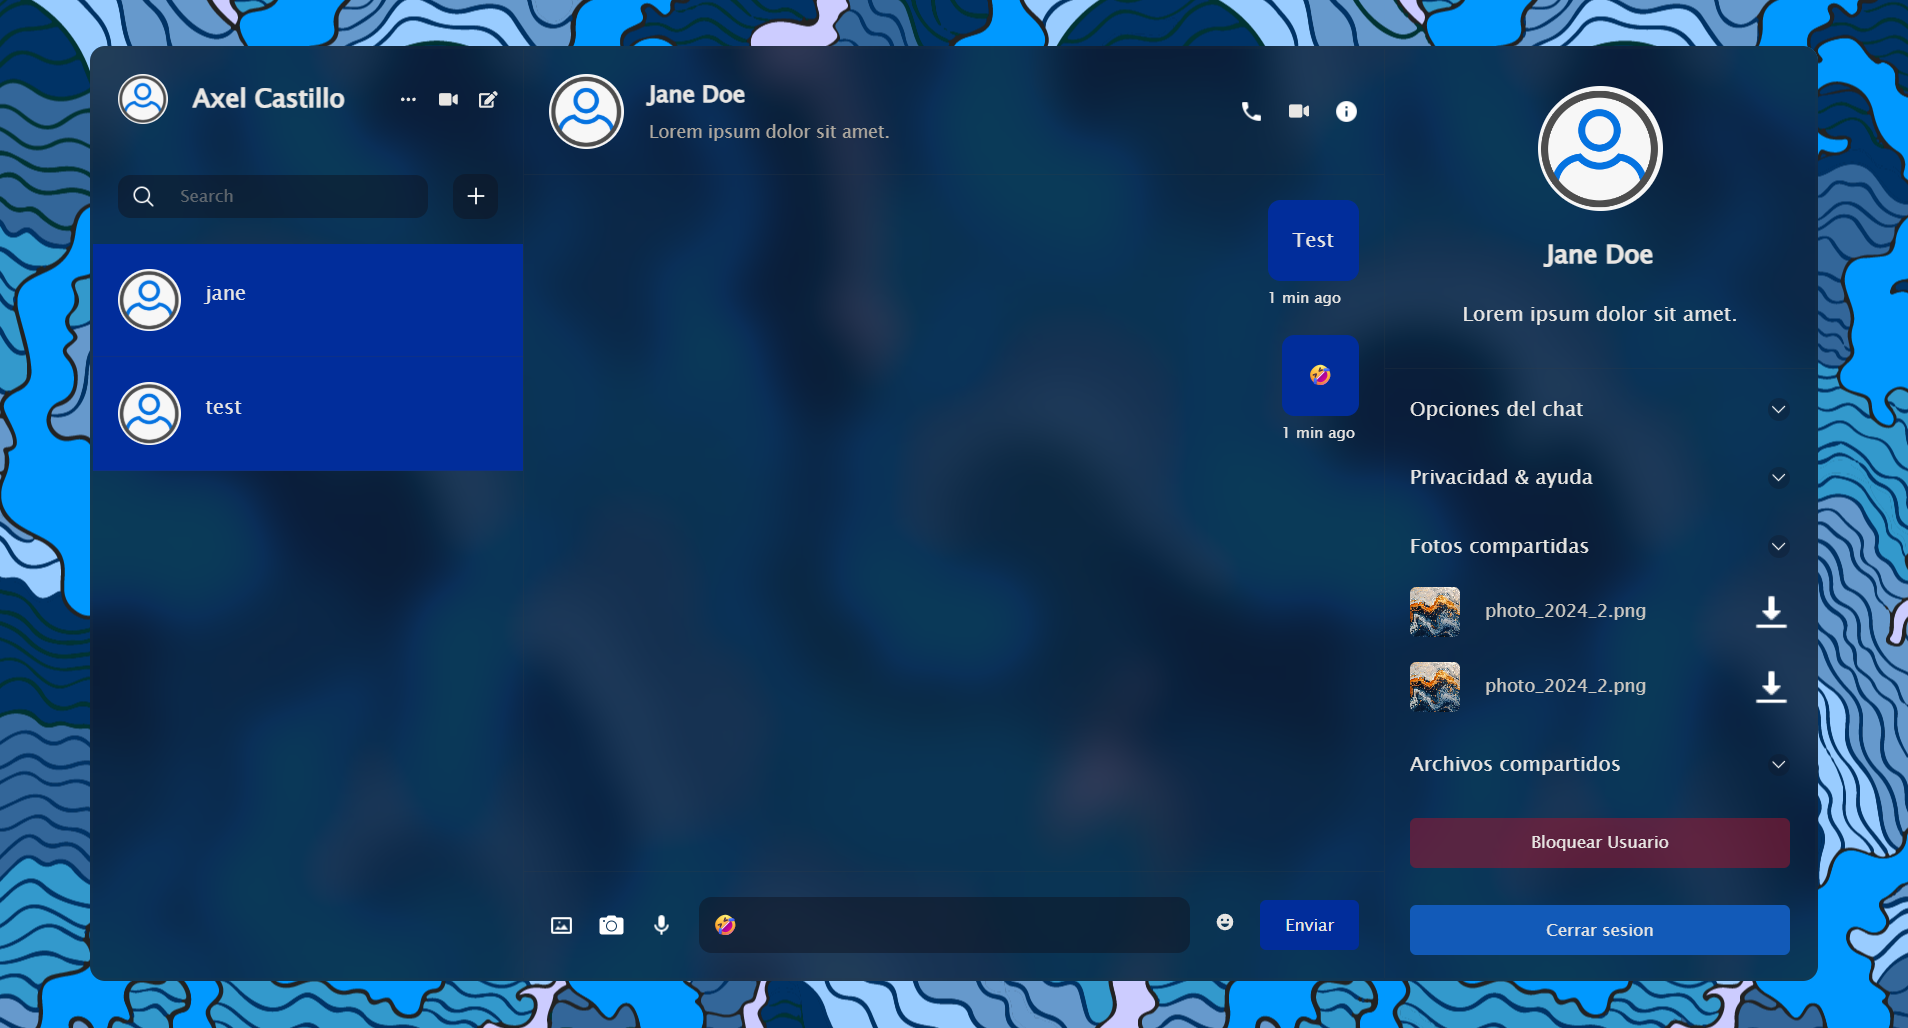 Axel Castillo
Search
jane
test
Jane Doe
Lorem ipsum dolor sit amet.
Test
1 min ago
🤣
1 min ago
🤣
Enviar
Jane Doe
Lorem ipsum dolor sit amet.
Opciones del chat
Privacidad & ayuda
Fotos compartidas
photo_2024_2.png
photo_2024_2.png
Archivos compartidos
Bloquear Usuario
Cerrar sesion